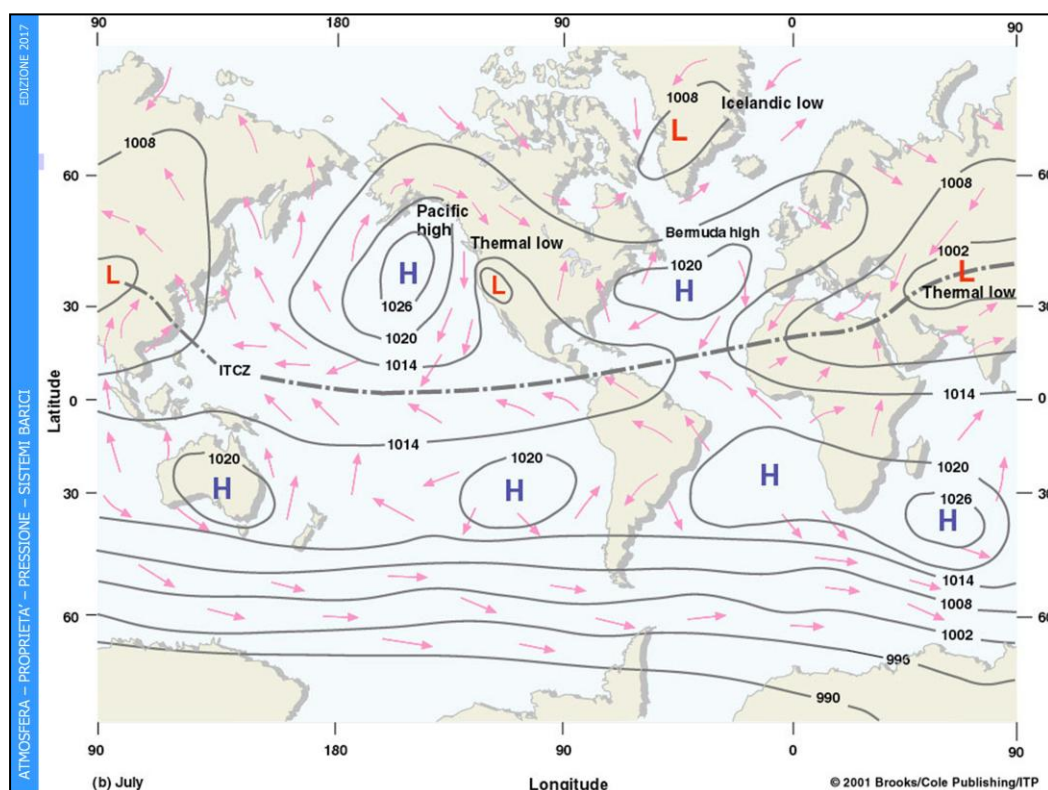 EDIZIONE 2017
ATMOSFERA – PROPRIETA’ – PRESSIONE – SISTEMI BARICI
90 180 90 0 90
1008
Icelandic low
L
1008
60
60
1008
Pacific high
Thermal low
Bermuda high
1002
L
H
L
1020
H
L
Thermal low
30
1026
30
1020
ITCZ
1014
Latitude
0
1014
0
1014
1020
1020
1020
H
H
H
1026
H
30
30
1014
1008
60
1002
60
996
990
90 180 90 0 90
(b) July
Longitude
© 2001 Brooks/Cole Publishing/ITP